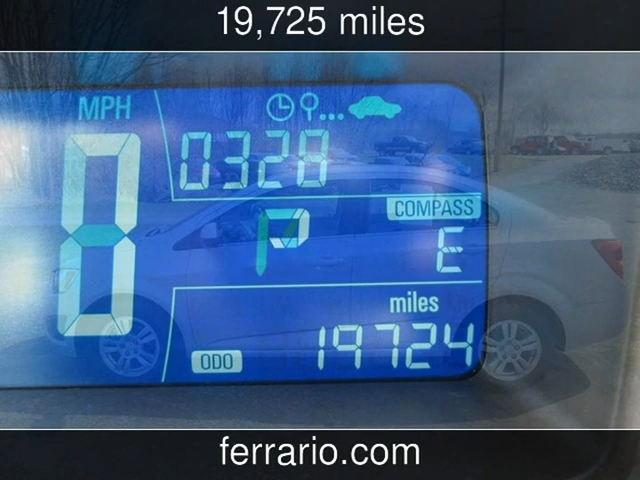 19,725 miles
MPH
0328
0
COMPASS
P
E
miles
ODO 19724
ferrario.com